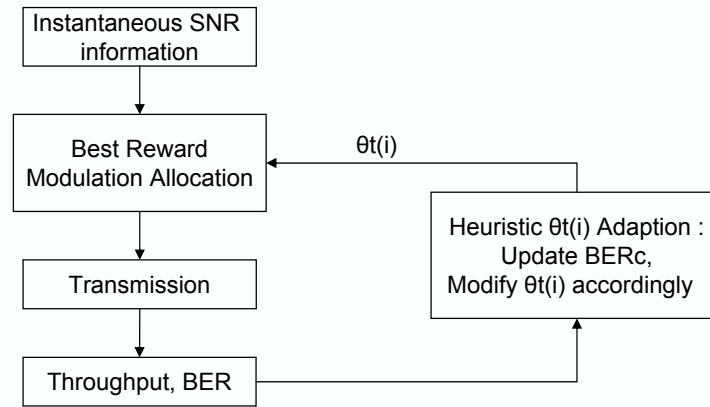 Instantaneous SNR
information
Best Reward
Modulation Allocation
θt(i)
Heuristic θt(i) Adaption :
Update BERc,
Modify θt(i) accordingly
Transmission
Throughput, BER